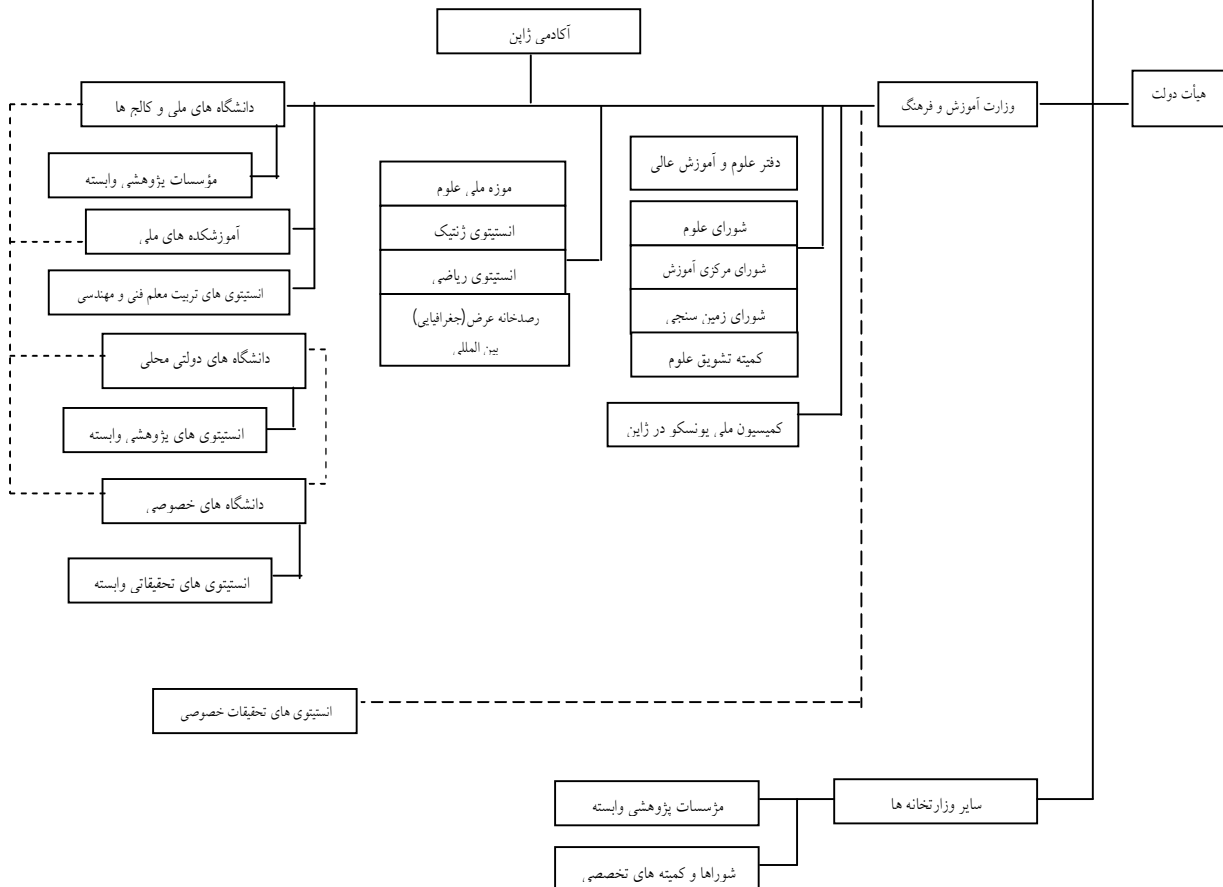 آکادمی ژاپن
هیأت دولت
وزارت آموزش و فرهنگ
دانشگاه های ملی و کالج ها
دفتر علوم و آموزش عالی
موزه ملی علوم
مؤسسات پژوهشی وابسته
شورای علوم
انستیتوی ژنتیک
آموزشکده های ملی
شورای مرکزی آموزش
انستیتوی ریاضی
انستیتوی های تربیت معلم فنی و مهندسی
شورای زمین سنجی
رصدخانه عرض(جغرافیایی)
بین المللی
کمیته تشویق علوم
دانشگاه های دولتی محلی
کمیسیون ملی یونسکو در ژاپن
انستیتوی های پژوهشی وابسته
دانشگاه های خصوصی
انستیتوی های تحقیقاتی وابسته
انستیتوی های تحقیقات خصوصی
سایر وزارتخانه ها
مؤسسات پژوهشی وابسته
شوراها و کمیته های تخصصی